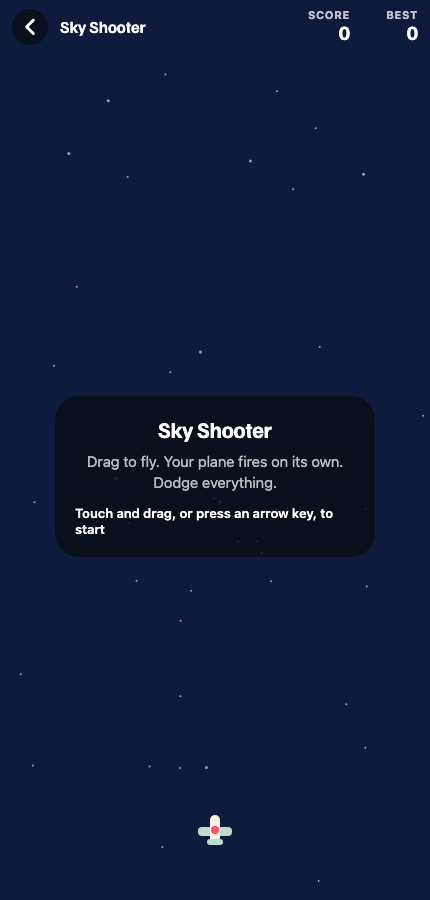 Sky Shooter
SCORE
0
BEST
0
Sky Shooter
Drag to fly. Your plane fires on its own.
Dodge everything.
Touch and drag, or press an arrow key, to
start